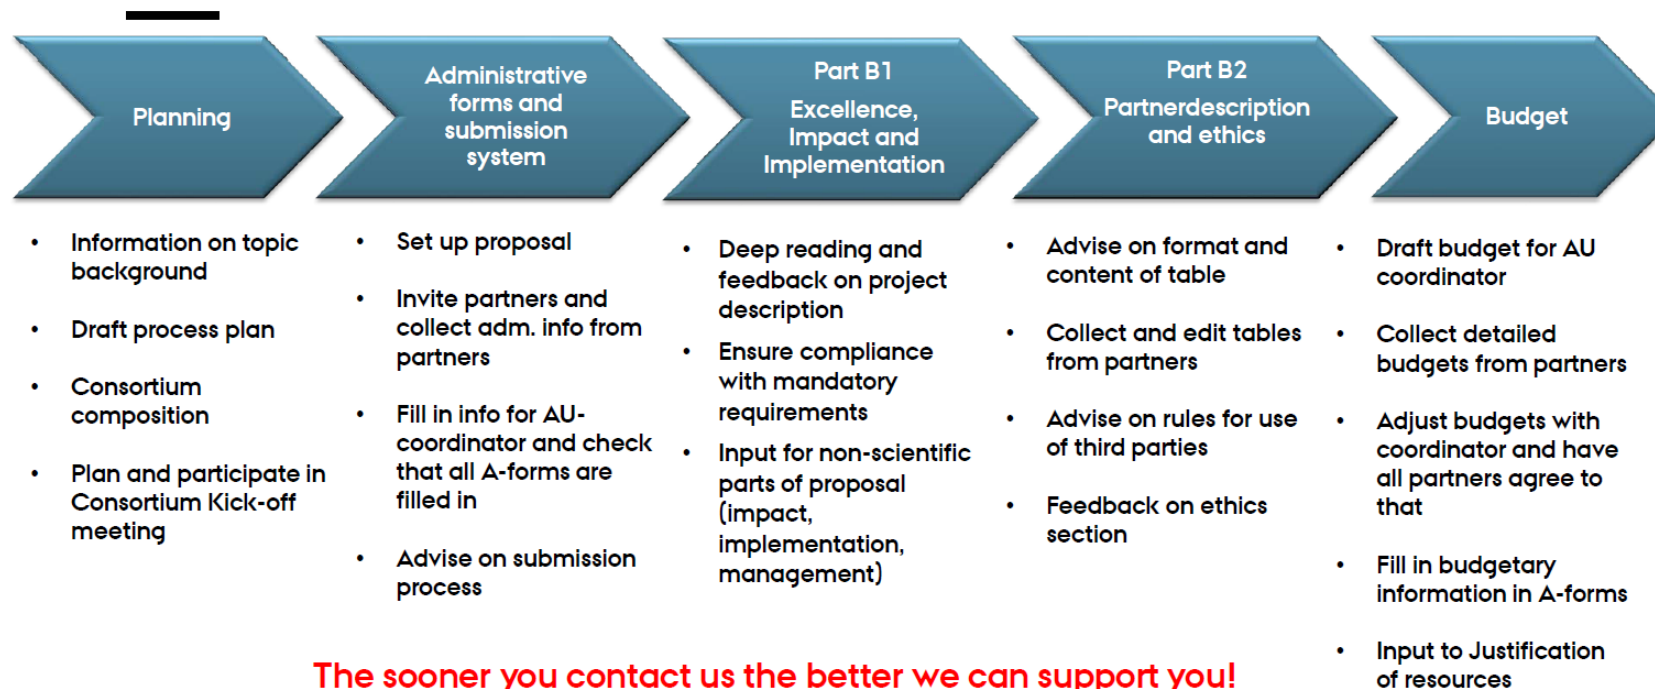 Planning
Administrative
forms and
submission
system
Part B1
Excellence,
Impact and
Implementation
Part B2
Partnerdescription
and ethics
Budget
• Information on topic
background
• Draft process plan
• Consortium
composition
• Plan and participate in
Consortium Kick-off
meeting
• Set up proposal
• Invite partners and
collect adm. info from
partners
• Fill in info for AU-
coordinator and check
that all A-forms are
filled in
• Advise on submission
process
• Deep reading and
feedback on project
description
• Ensure compliance
with mandatory
requirements
• Input for non-scientific
parts of proposal
(impact,
implementation,
management)
• Advise on format and
content of table
• Collect and edit tables
from partners
• Advise on rules for use
of third parties
• Feedback on ethics
section
• Draft budget for AU
coordinator
• Collect detailed
budgets from partners
• Adjust budgets with
coordinator and have
all partners agree to
that
• Fill in budgetary
information in A-forms
• Input to Justification
of resources
The sooner you contact us the better we can support you!